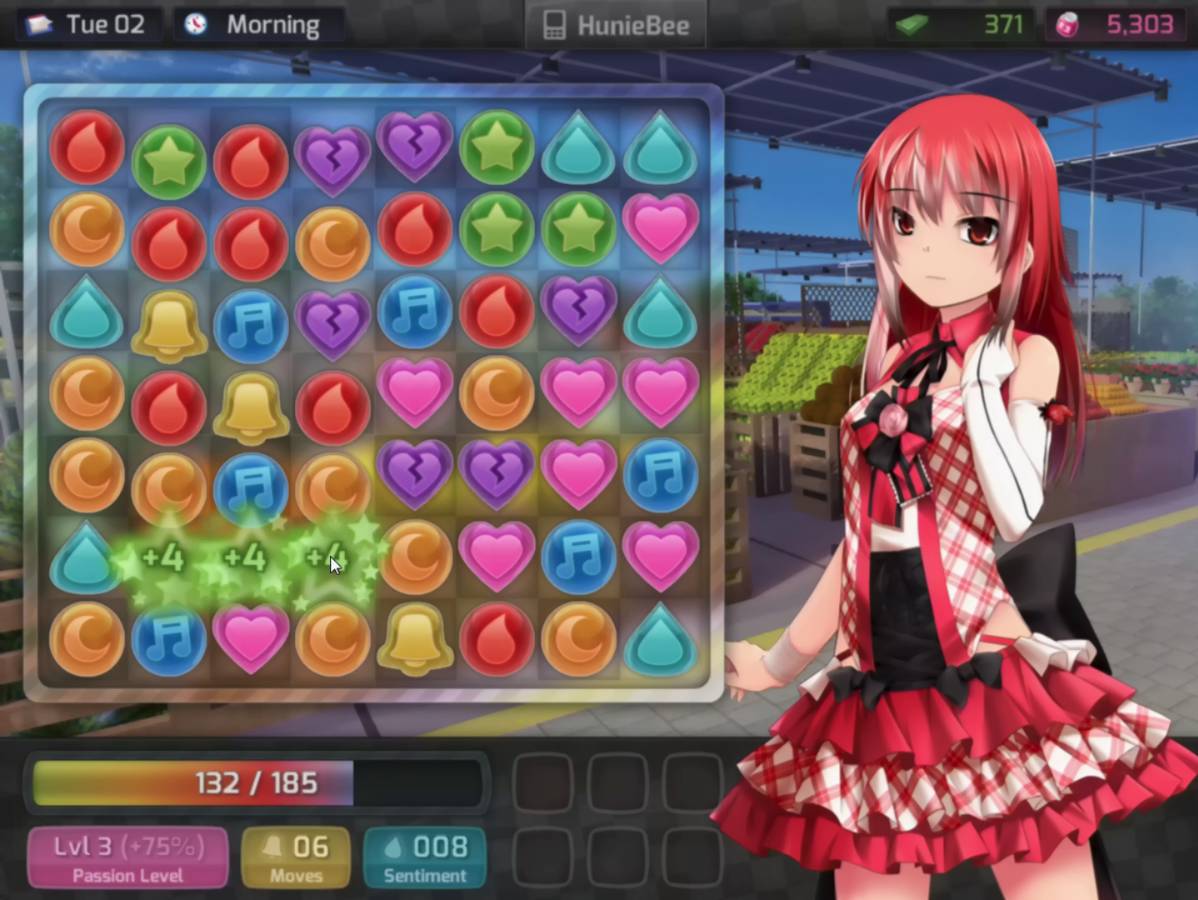 Tue 02 Morning HunieBee 371 5,303
+4 +4 +4
132 / 185
Lvl 3 (+75%) 06 008
Passion Level Moves Sentiment